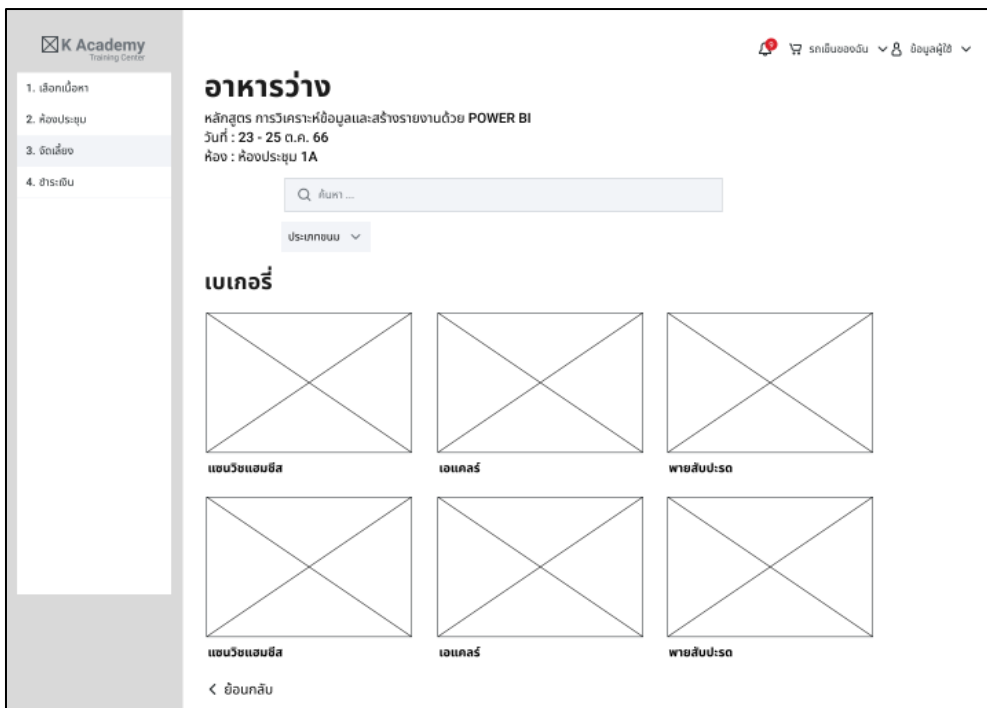 K Academy
Training Center
9
รถเข็นของฉัน
ข้อมูลผู้ใช้
1. เลือกเนื้อหา
2. ห้องประชุม
3. จัดเลี้ยง
4. ชำระเงิน
อาหารว่าง
หลักสูตร การวิเคราะห์ข้อมูลและสร้างรายงานด้วย POWER BI
วันที่ : 23 - 25 ต.ค. 66
ห้อง : ห้องประชุม 1A
ค้นหา ...
ประเภทขนม
เบเกอรี่
แซนวิชแฮมชีส
เอแคลร์
พายสับปะรด
แซนวิชแฮมชีส
เอแคลร์
พายสับปะรด
ย้อนกลับ